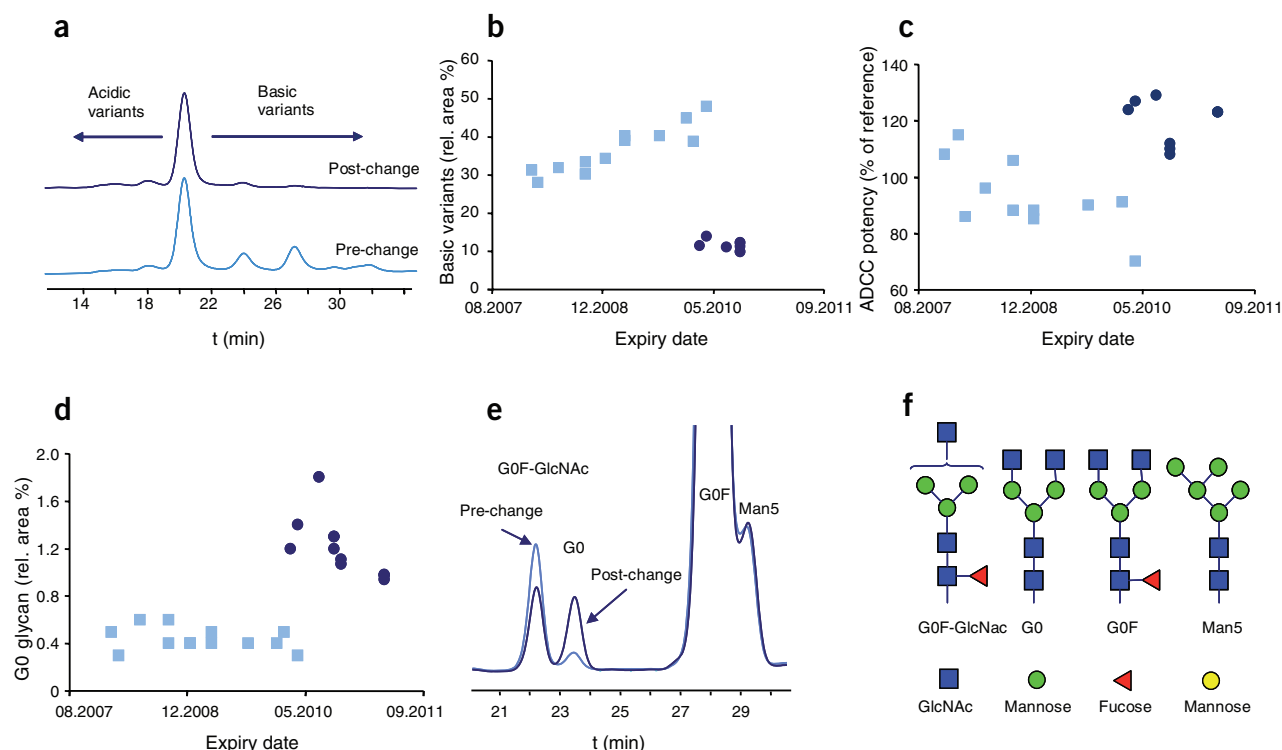 a
Acidic
variants
Basic
variants
Post-change
Pre-change
14 18 22 26 30
t (min)
b
Basic variants (rel. area %)
60
50
40
30
20
10
0
08.2007 12.2008 05.2010 09.2011
Expiry date
c
ADCC potency (% of reference)
140
120
100
80
60
08.2007 12.2008 05.2010 09.2011
Expiry date
d
G0 glycan (rel. area %)
2.0
1.6
1.2
0.8
0.4
0
08.2007 12.2008 05.2010 09.2011
Expiry date
e
G0F-GlcNAc
Pre-change
G0
Post-change
G0F
Man5
21 23 25 27 29
t (min)
f
G0F-GlcNac G0 G0F Man5
GlcNAc Mannose Fucose Mannose